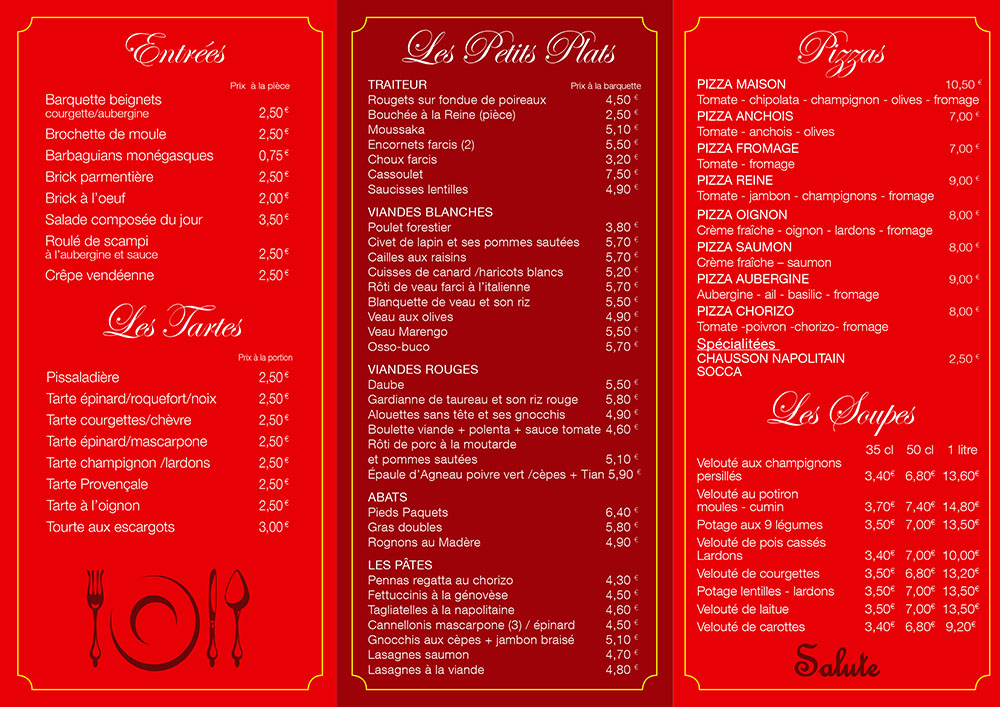 Entrées
Prix à la pièce
Barquette beignets
courgette/aubergine 2,50€
Brochette de moule 2,50€
Barbaguians monégasques 0,75€
Brick parmentière 2,50€
Brick à l'oeuf 2,00€
Salade composée du jour 3,50€
Roulé de scampi
à l'aubergine et sauce 2,50€
Crêpe vendéenne 2,50€
Les Tartes
Prix à la portion
Pissaladière 2,50€
Tarte épinard/roquefort/noix 2,50€
Tarte courgettes/chèvre 2,50€
Tarte épinard/mascarpone 2,50€
Tarte champignon /lardons 2,50€
Tarte Provençale 2,50€
Tarte à l'oignon 2,50€
Tourte aux escargots 3,00€
Les Petits Plats
TRAITEUR Prix à la barquette
Rougets sur fondue de poireaux 4,50 €
Bouchée à la Reine (pièce) 2,50 €
Moussaka 5,10 €
Encornets farcis (2) 5,50 €
Choux farcis 3,20 €
Cassoulet 7,50 €
Saucisses lentilles 4,90 €
VIANDES BLANCHES
Poulet forestier 3,80 €
Civet de lapin et ses pommes sautées 5,70 €
Cailles aux raisins 5,70 €
Cuisses de canard /haricots blancs 5,20 €
Rôti de veau farci à l'italienne 5,70 €
Blanquette de veau et son riz 5,50 €
Veau aux olives 4,90 €
Veau Marengo 5,50 €
Osso-buco 5,70 €
VIANDES ROUGES
Daube 5,50 €
Gardianne de taureau et son riz rouge 5,80 €
Alouettes sans tête et ses gnocchis 4,90 €
Boulette viande + polenta + sauce tomate 4,60 €
Rôti de porc à la moutarde
et pommes sautées 5,10 €
Épaule d'Agneau poivre vert /cèpes + Tian 5,90 €
ABATS
Pieds Paquets 6,40 €
Gras doubles 5,80 €
Rognons au Madère 4,90 €
LES PÂTES
Pennas regatta au chorizo 4,30 €
Fettuccinis à la génovèse 4,50 €
Tagliatelles à la napolitaine 4,60 €
Cannellonis mascarpone (3) / épinard 4,50 €
Gnocchis aux cèpes + jambon braisé 5,10 €
Lasagnes saumon 4,70 €
Lasagnes à la viande 4,80 €
Pizzas
PIZZA MAISON 10,50 €
Tomate - chipolata - champignon - olives - fromage
PIZZA ANCHOIS 7,00 €
Tomate - anchois - olives
PIZZA FROMAGE 7,00 €
Tomate - fromage
PIZZA REINE 9,00 €
Tomate - jambon - champignons - fromage
PIZZA OIGNON 8,00 €
Crème fraîche - oignon - lardons - fromage
PIZZA SAUMON 8,00 €
Crème fraîche – saumon
PIZZA AUBERGINE 9,00 €
Aubergine - ail - basilic - fromage
PIZZA CHORIZO 8,00 €
Tomate -poivron -chorizo- fromage
Spécialitées
CHAUSSON NAPOLITAIN 2,50 €
SOCCA
Les Soupes
35 cl 50 cl 1 litre
Velouté aux champignons
persillés 3,40€ 6,80€ 13,60€
Velouté au potiron
moules - cumin 3,70€ 7,40€ 14,80€
Potage aux 9 légumes 3,50€ 7,00€ 13,50€
Velouté de pois cassés
Lardons 3,40€ 7,00€ 10,00€
Velouté de courgettes 3,50€ 6,80€ 13,20€
Potage lentilles - lardons 3,50€ 7,00€ 13,50€
Velouté de laitue 3,50€ 7,00€ 13,50€
Velouté de carottes 3,40€ 6,80€ 9,20€
Salute